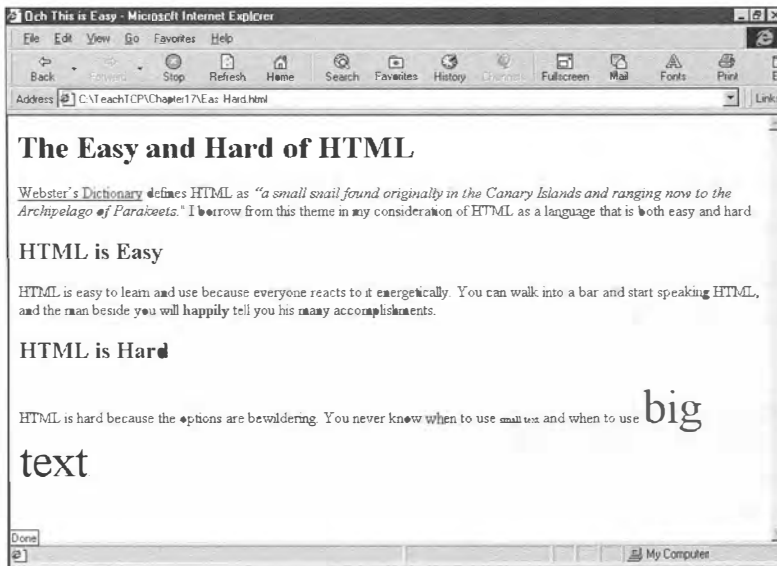 Och This is Easy - Microsoft Internet Explorer
File Edit View Go Favorites Help
Back Forward Stop Refresh Home Search Favorites History Channels Fullscreen Mail Fonts Print
Address C:\TeachTCP\Chapter17\Eas Hard.html Links
The Easy and Hard of HTML
Webster's Dictionary defines HTML as "a small snail found originally in the Canary Islands and ranging now to the
Archipelago of Parakeets." I borrow from this theme in my consideration of HTML as a language that is both easy and hard
HTML is Easy
HTML is easy to learn and use because everyone reacts to it energetically. You can walk into a bar and start speaking HTML,
and the man beside you will happily tell you his many accomplishments.
HTML is Hard
HTML is hard because the options are bewildering. You never know when to use small text and when to use big
text
Done
My Computer